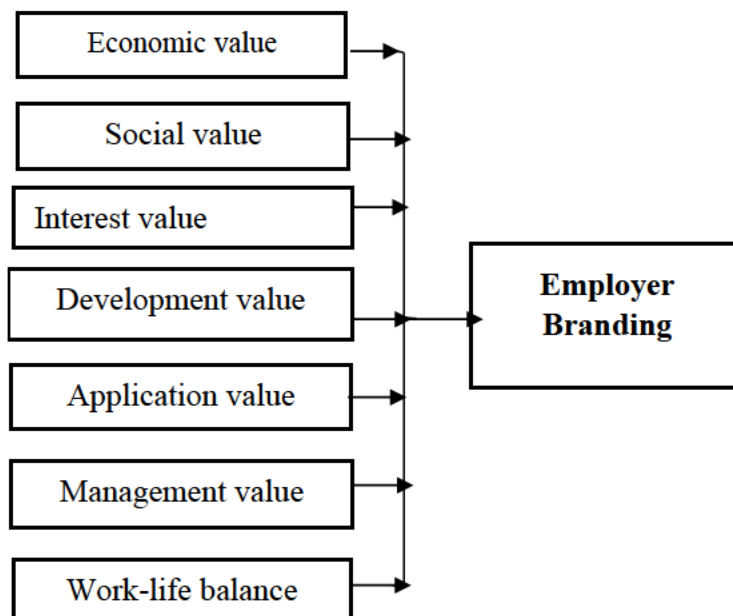 Economic value
Social value
Interest value
Development value
Application value
Management value
Work-life balance
Employer
Branding